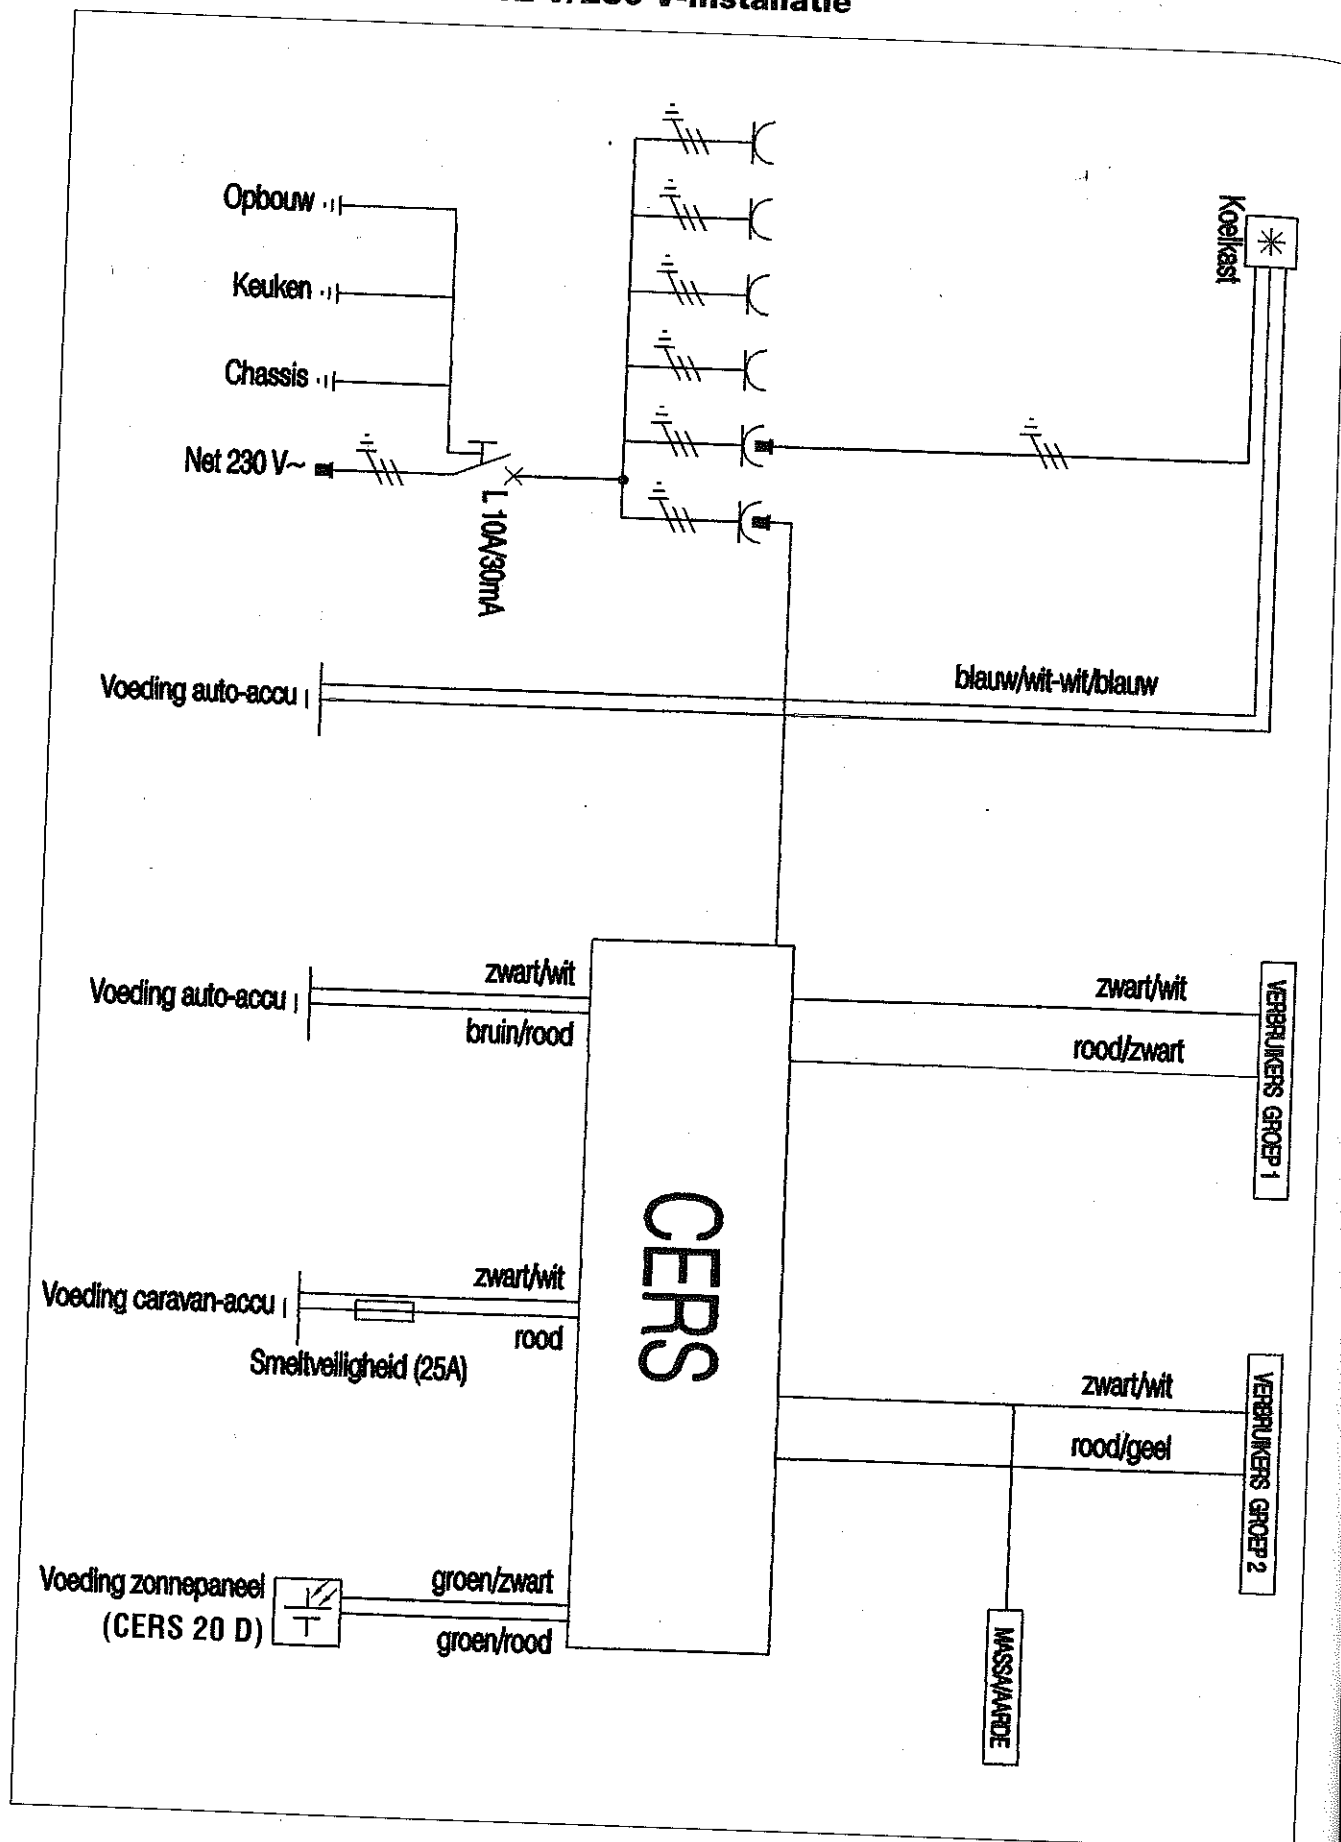 V-installatie
Koelkast
Opbouw
Keuken
Chassis
Net 230 V~
L 10A/30mA
Voeding auto-accu
blauw/wit-wit/blauw
Voeding auto-accu
zwart/wit
bruin/rood
zwart/wit
rood/zwart
VERBRUIKERS GROEP 1
CERS
Voeding caravan-accu
zwart/wit
rood
Smeltveiligheid (25A)
zwart/wit
rood/geel
VERBRUIKERS GROEP 2
Voeding zonnepaneel
(CERS 20 D)
groen/zwart
groen/rood
MASSA/AARDE